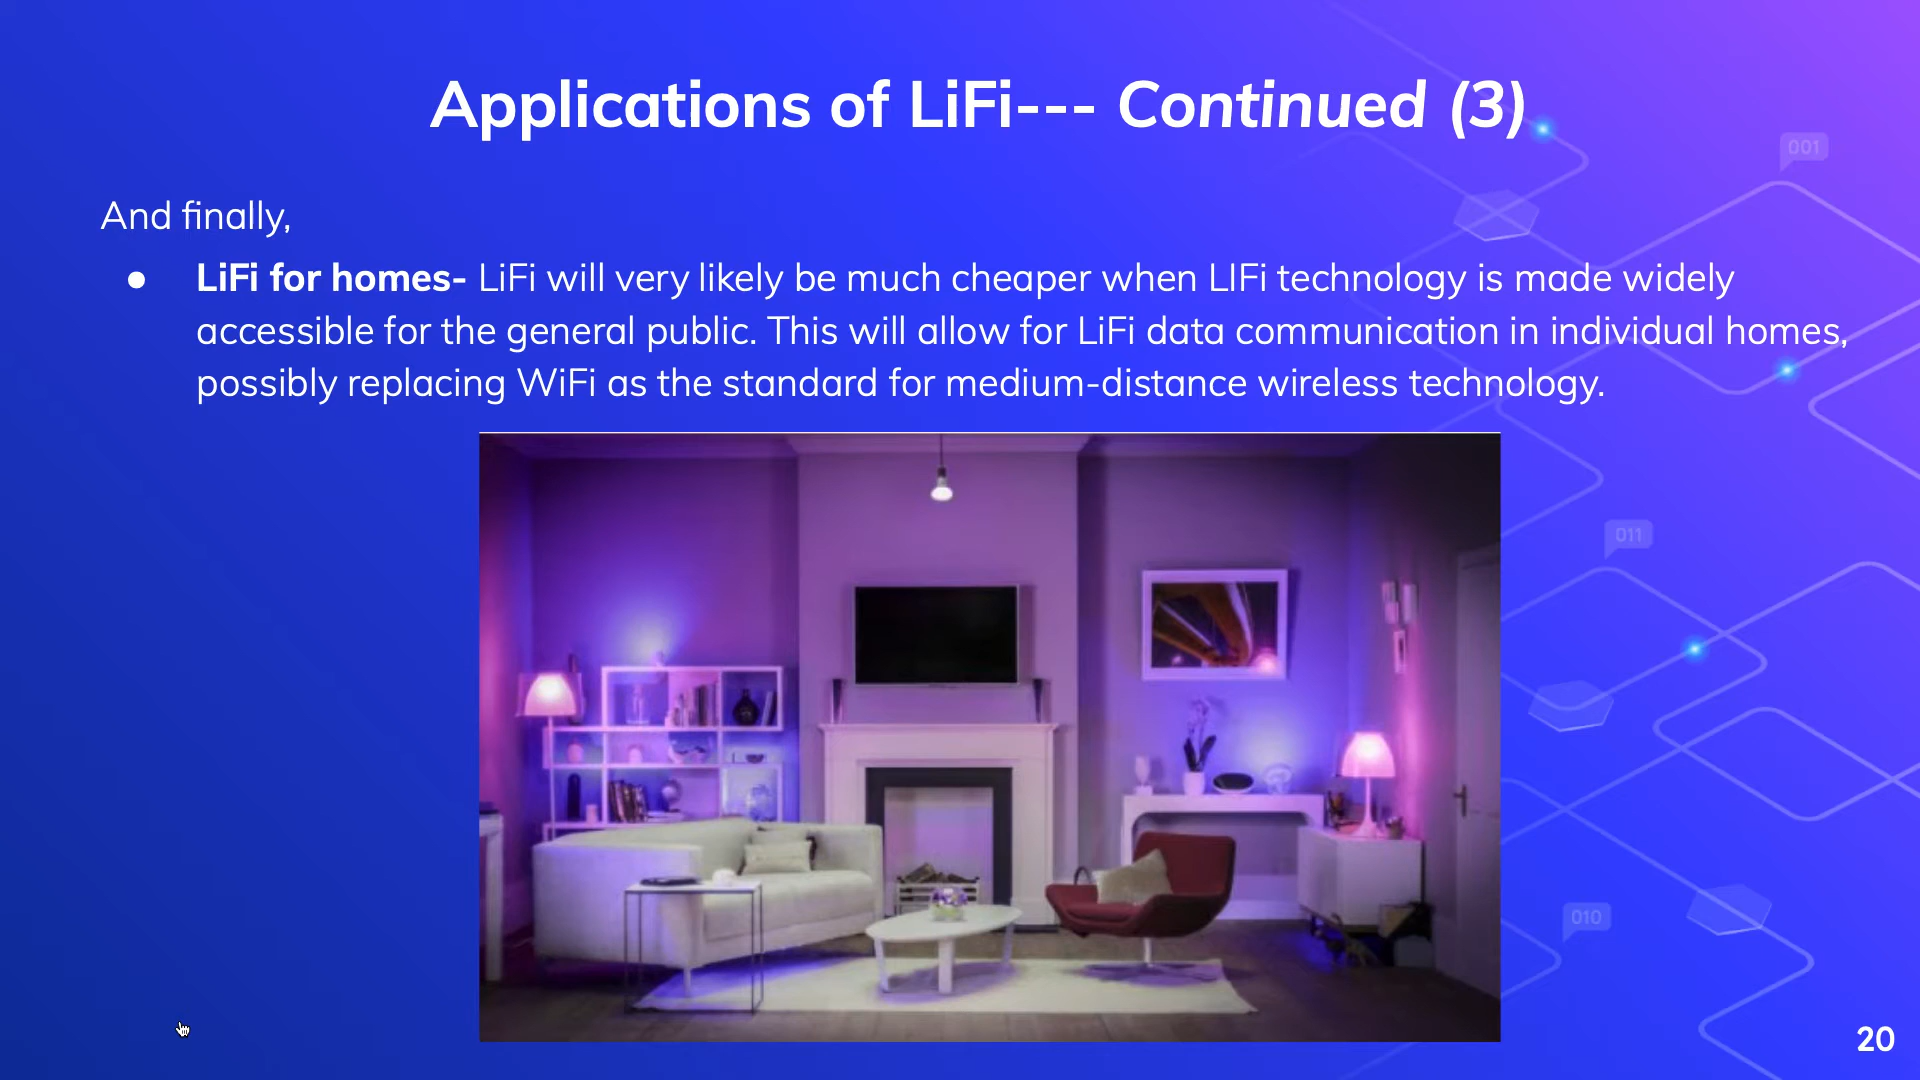 Applications of LiFi--- Continued (3)
001
And finally,
● LiFi for homes- LiFi will very likely be much cheaper when LIFi technology is made widely
accessible for the general public. This will allow for LiFi data communication in individual homes,
possibly replacing WiFi as the standard for medium-distance wireless technology.
011
010
20